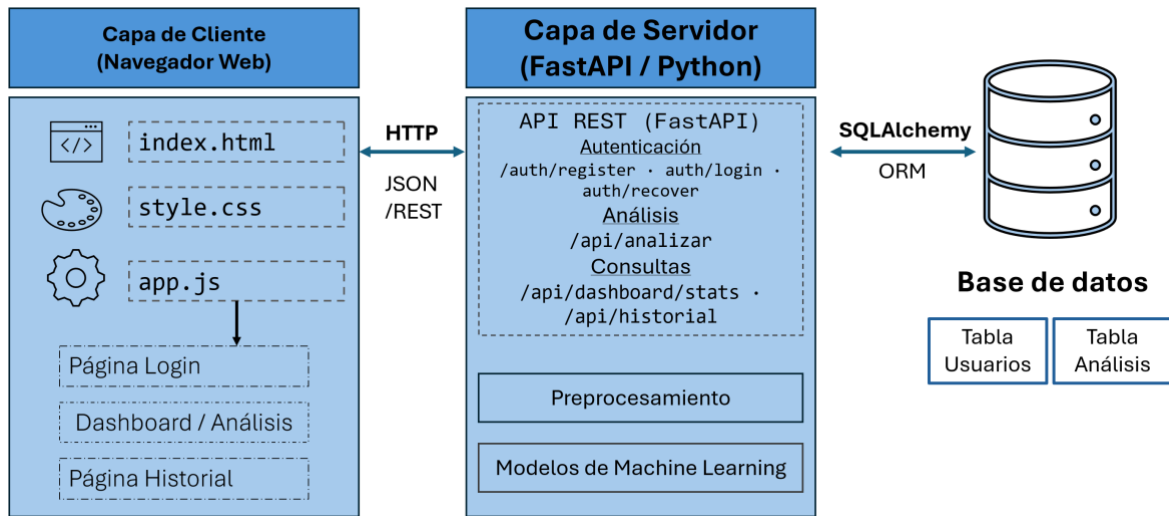 Capa de Cliente
(Navegador Web)
</>
index.html
style.css
app.js
Página Login
Dashboard / Análisis
Página Historial
HTTP
JSON
/REST
Capa de Servidor
(FastAPI / Python)
API REST (FastAPI)
Autenticación
/auth/register · auth/login ·
auth/recover
Análisis
/api/analizar
Consultas
/api/dashboard/stats ·
/api/historial
Preprocesamiento
Modelos de Machine Learning
SQLAlchemy
ORM
Base de datos
Tabla
Usuarios
Tabla
Análisis